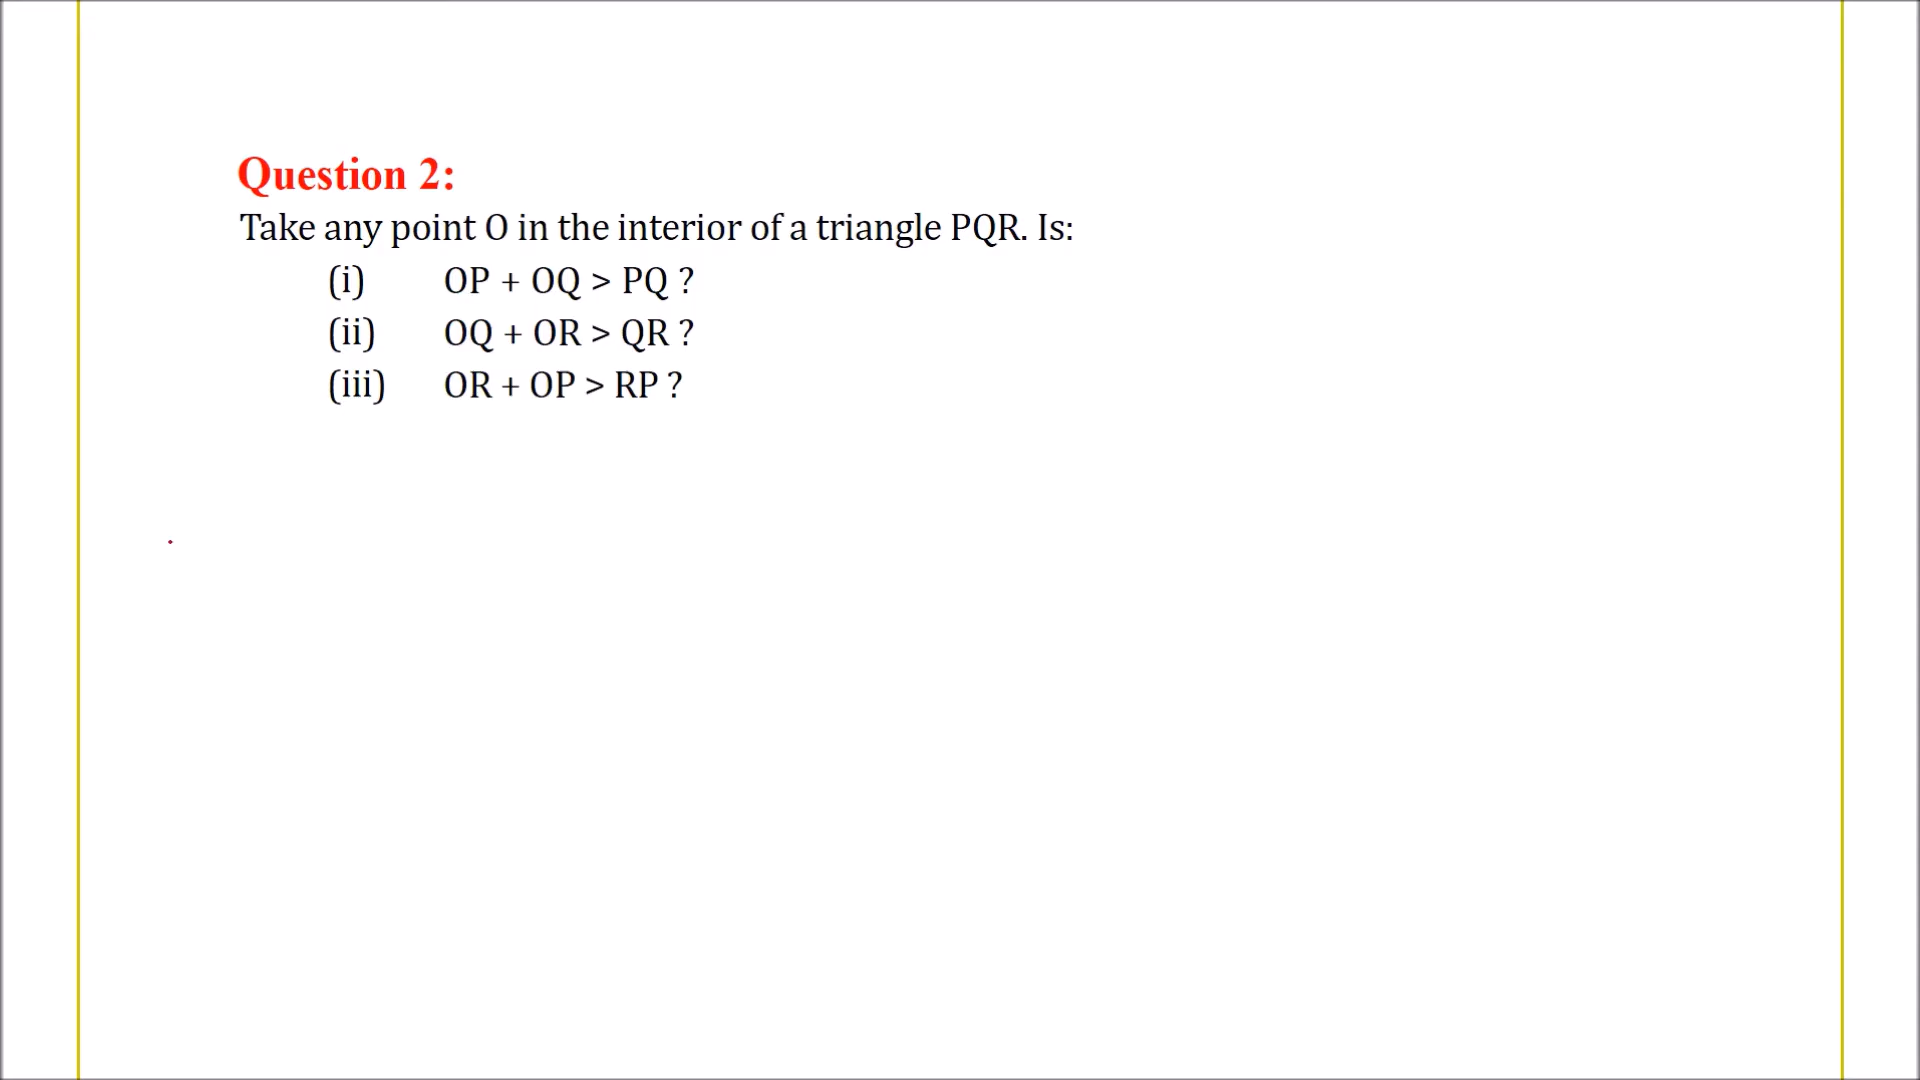 Question 2:
Take any point O in the interior of a triangle PQR. Is:
(i) OP + OQ > PQ ?
(ii) OQ + OR > QR ?
(iii) OR + OP > RP ?